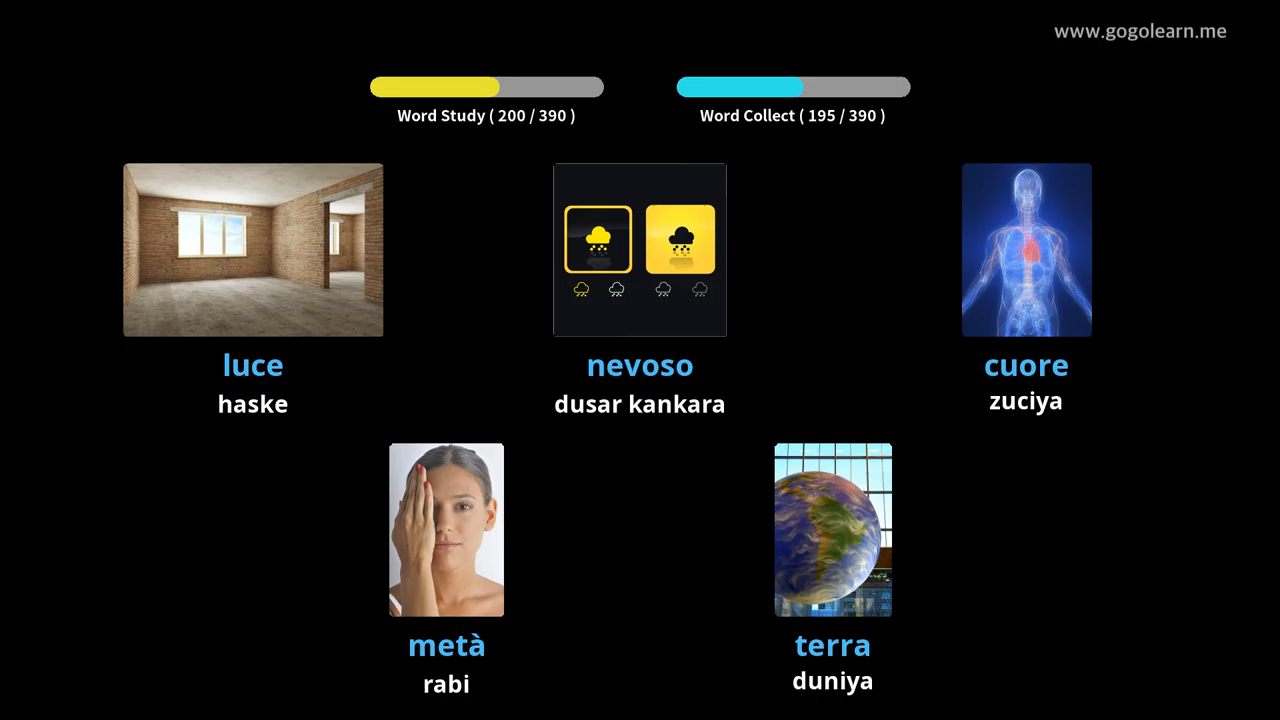 www.gogolearn.me
Word Study ( 200 / 390 )
Word Collect ( 195 / 390 )
luce
haske
nevoso
dusar kankara
cuore
zuciya
metà
rabi
terra
duniya